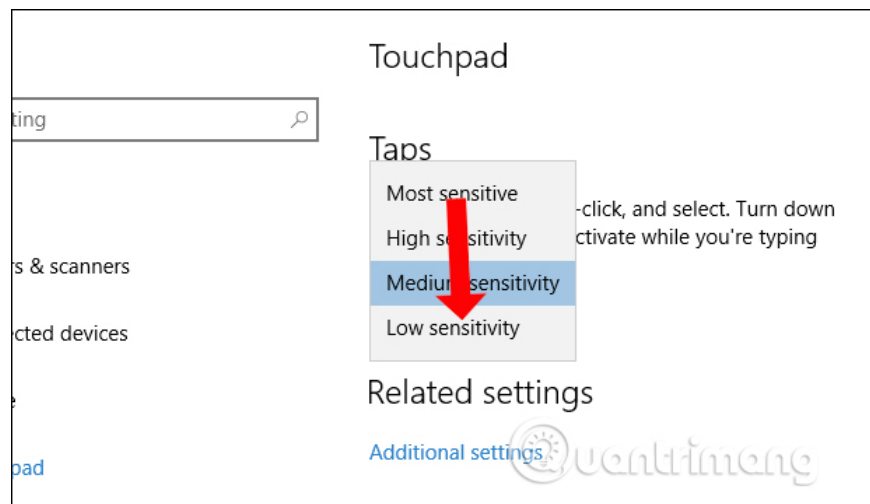 Touchpad
ting
Taps
Most sensitive
-click, and select. Turn down
High sensitivity
ctivate while you're typing
rs & scanners
Medium sensitivity
Low sensitivity
cted devices
Related settings
Additional settings
Quantrimang
pad